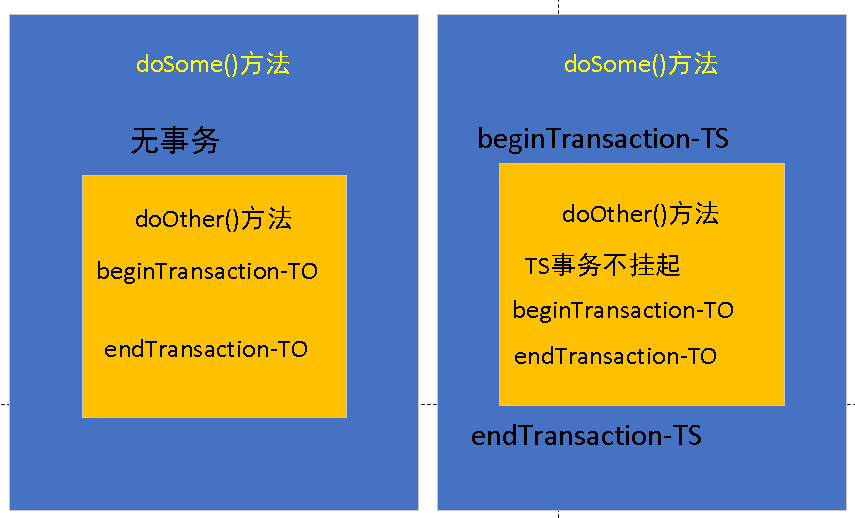 doSome()方法
无事务
doOther()方法
beginTransaction-TO
endTransaction-TO
doSome()方法
beginTransaction-TS
doOther()方法
TS事务不挂起
beginTransaction-TO
endTransaction-TO
endTransaction-TS